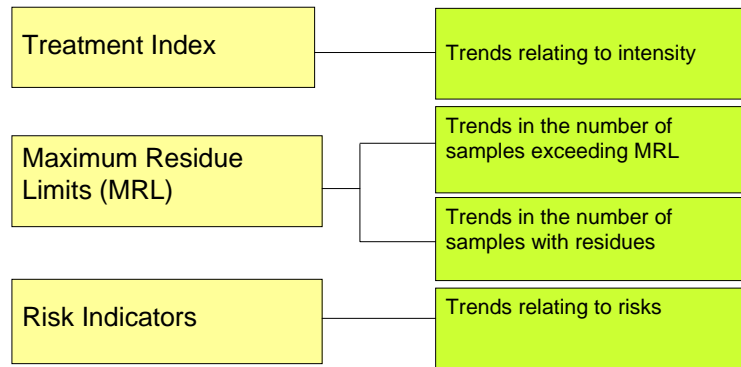 Treatment Index
Trends relating to intensity
Maximum Residue
Limits (MRL)
Trends in the number of
samples exceeding MRL
Trends in the number of
samples with residues
Risk Indicators
Trends relating to risks